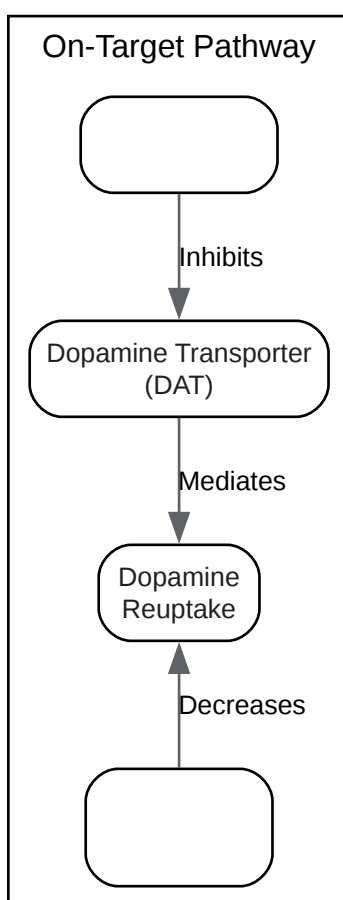 On-Target Pathway
Inhibits
Dopamine Transporter
(DAT)
Mediates
Dopamine
Reuptake
Decreases